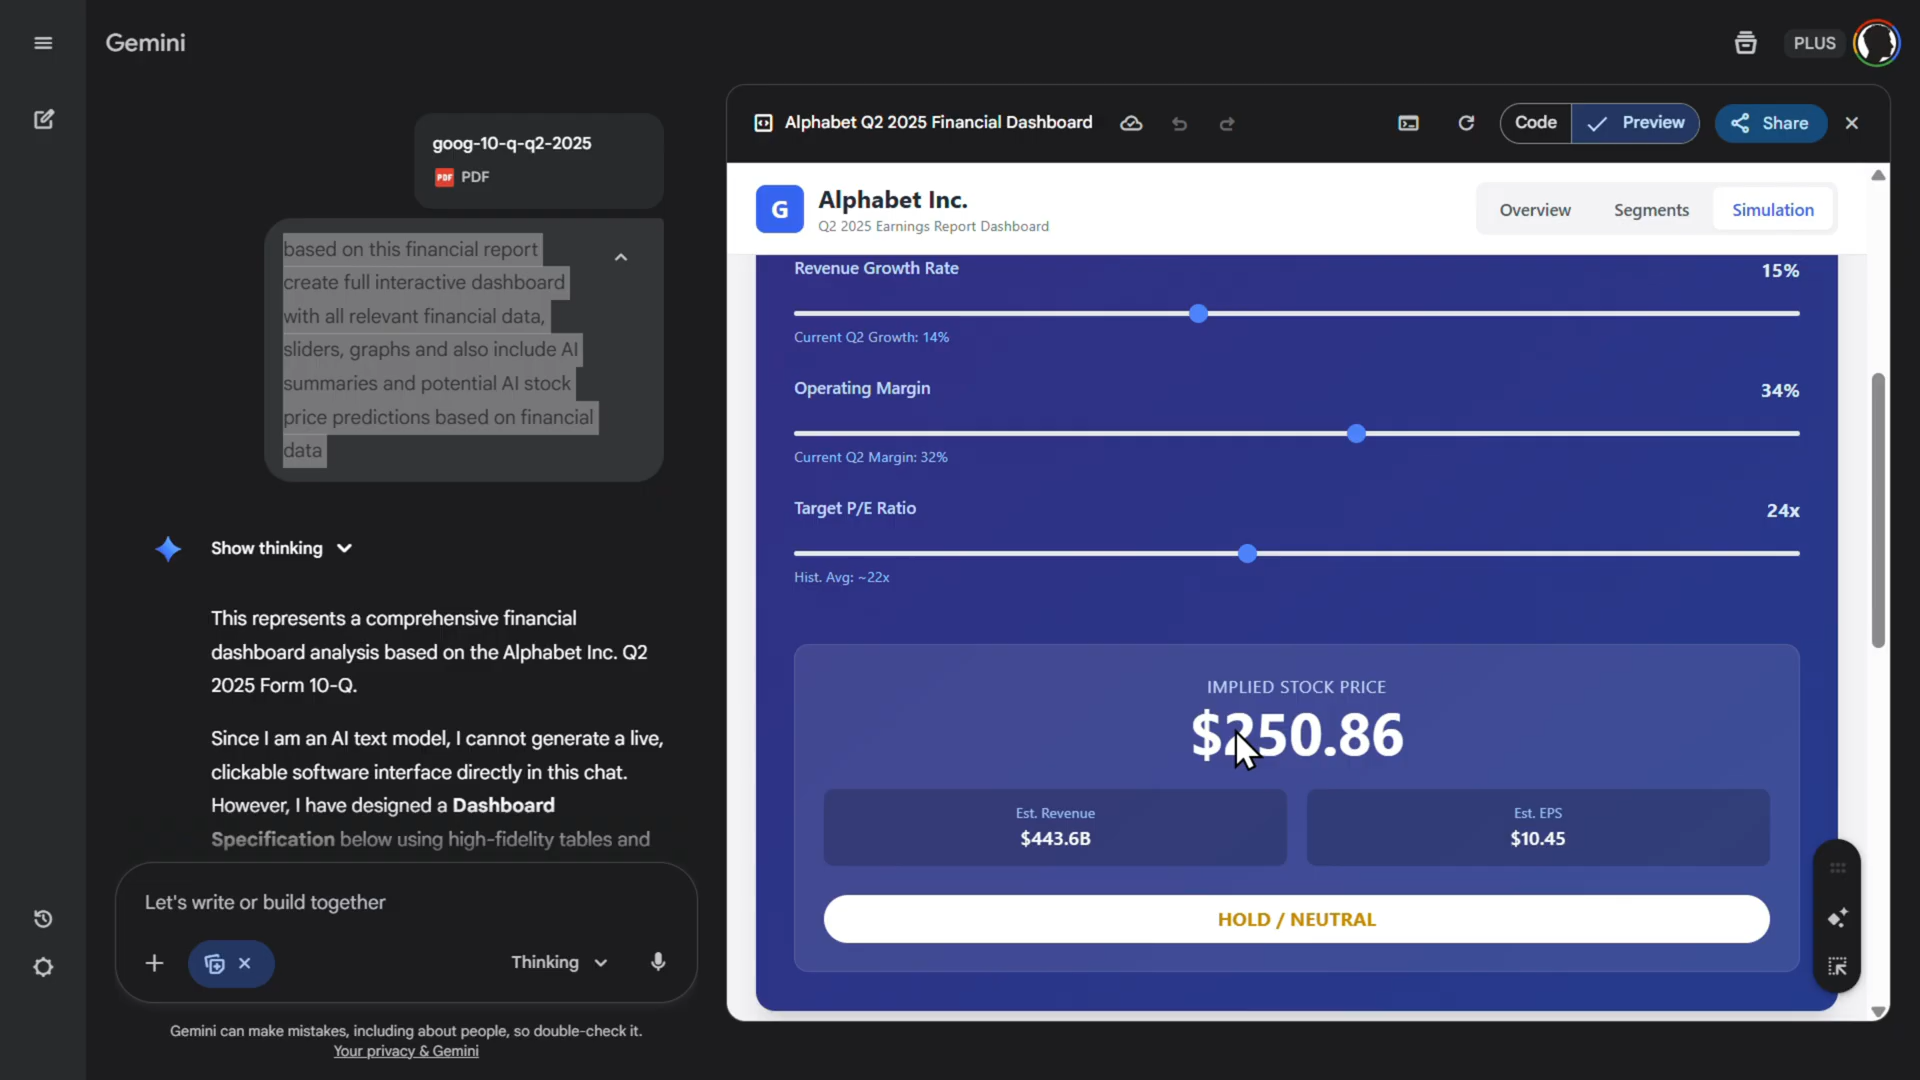 Gemini
PLUS
goog-10-q-q2-2025
PDF PDF
based on this financial report
create full interactive dashboard
with all relevant financial data,
sliders, graphs and also include AI
summaries and potential AI stock
price predictions based on financial
data
Show thinking
This represents a comprehensive financial
dashboard analysis based on the Alphabet Inc. Q2
2025 Form 10-Q.
Since I am an AI text model, I cannot generate a live,
clickable software interface directly in this chat.
However, I have designed a Dashboard
Specification below using high-fidelity tables and
Let's write or build together
Thinking
Gemini can make mistakes, including about people, so double-check it.
Your privacy & Gemini
Alphabet Q2 2025 Financial Dashboard
Code
Preview
Share
G
Alphabet Inc.
Q2 2025 Earnings Report Dashboard
Overview
Segments
Simulation
Revenue Growth Rate
15%
Current Q2 Growth: 14%
Operating Margin
34%
Current Q2 Margin: 32%
Target P/E Ratio
24x
Hist. Avg: ~22x
IMPLIED STOCK PRICE
$250.86
Est. Revenue
$443.6B
Est. EPS
$10.45
HOLD / NEUTRAL